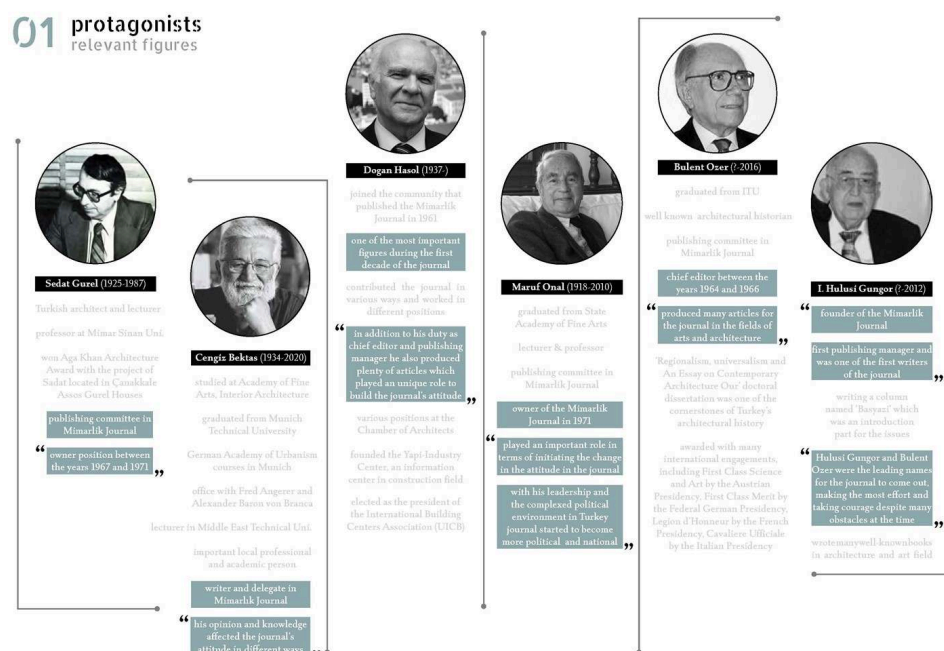 01 protagonists
relevant figures
Sedat Gurel (1925-1987)
Turkish architect and lecturer
professor at Mimar Sinan Uni.
won Aga Khan Architecture
Award with the project of
Sadat located in Çanakkale
Assos Gurel Houses
publishing committee in
Mimarlik Journal
“ owner position between
the years 1967 and 1971 ”
Cengiz Bektas (1934-2020)
studied at Academy of Fine
Arts, Interior Architecture
graduated from Munich
Technical University
German Academy of Urbanism
courses in Munich
office with Fred Angerer and
Alexander Baron von Branca
lecturer in Middle East Technical Uni.
important local professional
and academic person
writer and delegate in
Mimarlık Journal
“ his opinion and knowledge
affected the journal's
attitude in different ways ”
Dogan Hasol (1937-)
joined the community that
published the Mimarlik
Journal in 1961
one of the most important
figures during the first
decade of the journal
contributed the journal in
various ways and worked in
different positions
“ in addition to his duty as
chief editor and publishing
manager he also produced
plenty of articles which
played an unique role to
build the journal's attitude ”
various positions at the
Chamber of Architects
founded the Yapi-Industry
Center, an information
center in construction field
elected as the president of
the International Building
Centers Association (UICB)
Maruf Onal (1918-2010)
graduated from State
Academy of Fine Arts
lecturer & professor
publishing committee in
Mimarlik Journal
owner of the Mimarlik
Journal in 1971
“ played an important role in
terms of initiating the change
in the attitude in the journal
with his leadership and
the complexed political
environment in Turkey
journal started to become
more political and national ”
Bulent Ozer (?-2016)
graduated from ITU
well known architectural historian
publishing committee in
Mimarlik Journal
chief editor between the
years 1964 and 1966
“ produced many articles for
the journal in the fields of
arts and architecture ”
'Regionalism, universalism and
An Essay on Contemporary
Architecture Our' doctoral
dissertation was one of the
cornerstones of Turkey's
architectural history
awarded with many
international engagements,
including First Class Science
and Art by the Austrian
Presidency, First Class Merit by
the Federal German Presidency,
Legion d'Honneur by the French
Presidency, Cavaliere Ufficiale
by the Italian Presidency
I. Hulusi Gungor (?-2012)
“ founder of the Mimarlik
Journal
first publishing manager and
was one of the first writers
of the journal ”
writing a column
named 'Basyazi' which
was an introduction
part for the issues
“ Hulusi Gungor and Bulent
Ozer were the leading names
for the journal to come out,
making the most effort and
taking courage despite many
obstacles at the time ”
wrotemanywell-knownbooks
in architecture and art field